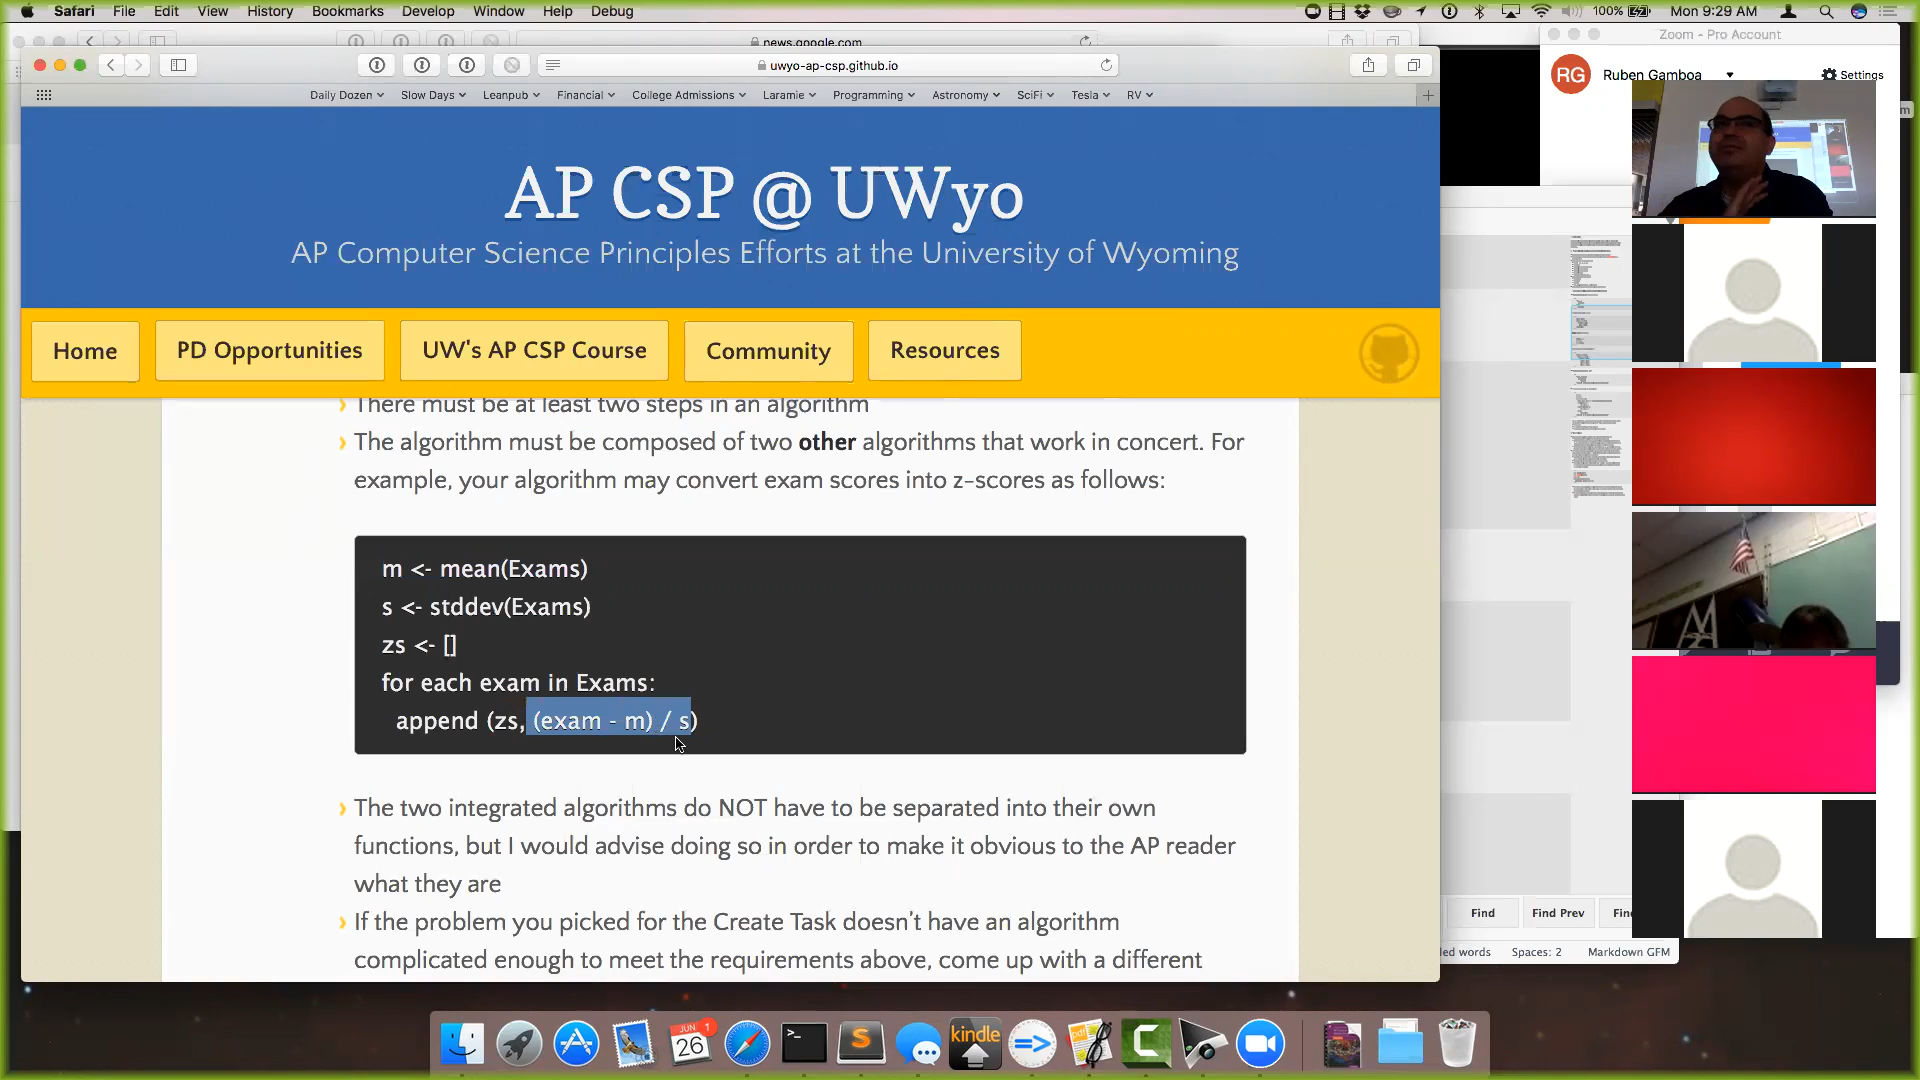 Safari File Edit View History Bookmarks Develop Window Help Debug 100% Mon 9:29 AM
news.google.com
Zoom - Pro Account
uwyo-ap-csp.github.io
RG Ruben Gamboa Settings
Daily Dozen Slow Days Leanpub Financial College Admissions Laramie Programming Astronomy SciFi Tesla RV
AP CSP @ UWyo
AP Computer Science Principles Efforts at the University of Wyoming
Home PD Opportunities UW's AP CSP Course Community Resources
There must be at least two steps in an algorithm
The algorithm must be composed of two other algorithms that work in concert. For
example, your algorithm may convert exam scores into z-scores as follows:
m <- mean(Exams)
s <- stddev(Exams)
zs <- []
for each exam in Exams:
append (zs, (exam - m) / s)
The two integrated algorithms do NOT have to be separated into their own
functions, but I would advise doing so in order to make it obvious to the AP reader
what they are
If the problem you picked for the Create Task doesn't have an algorithm
complicated enough to meet the requirements above, come up with a different
Find Find Prev
words Spaces: 2 Markdown GFM
JUN 1
26
kindle